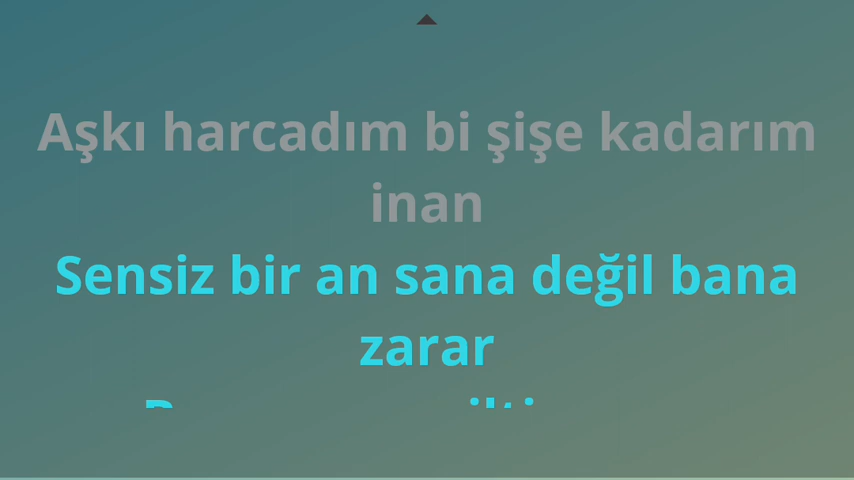 Aşkı harcadım bi şişe kadarım
inan
Sensiz bir an sana değil bana
zarar